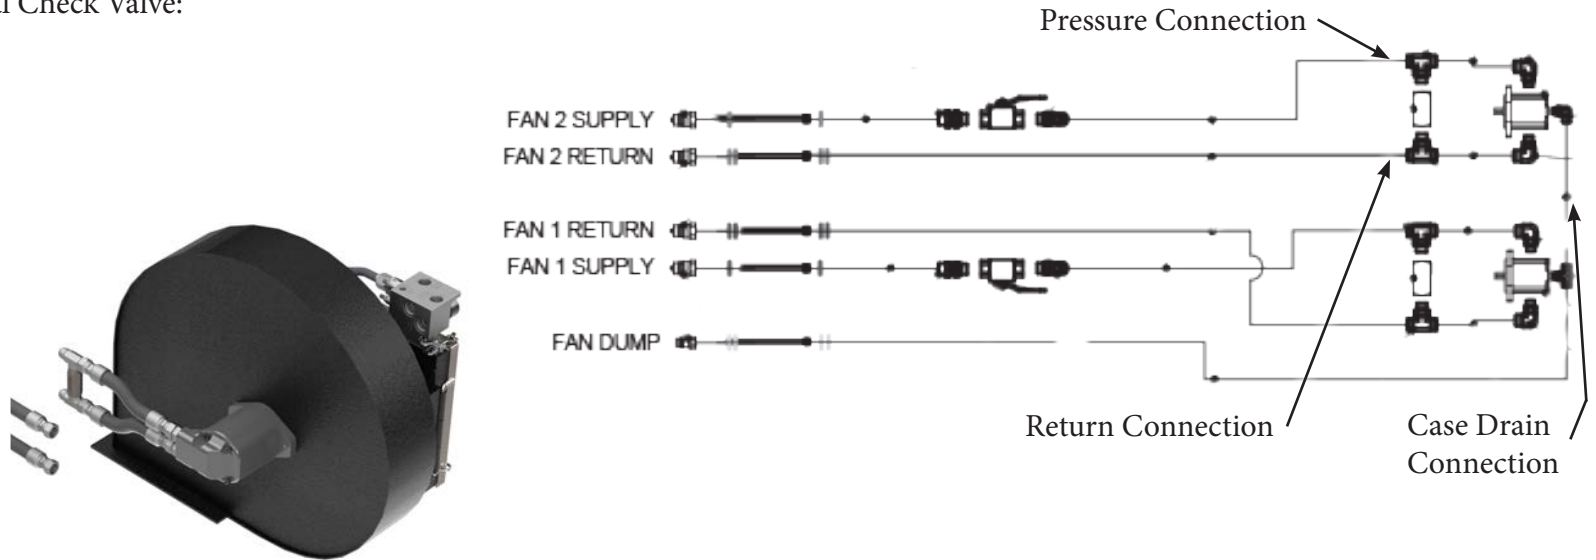 Check Valve:
Pressure Connection
FAN 2 SUPPLY
FAN 2 RETURN
FAN 1 RETURN
FAN 1 SUPPLY
FAN DUMP
Return Connection
Case Drain
Connection